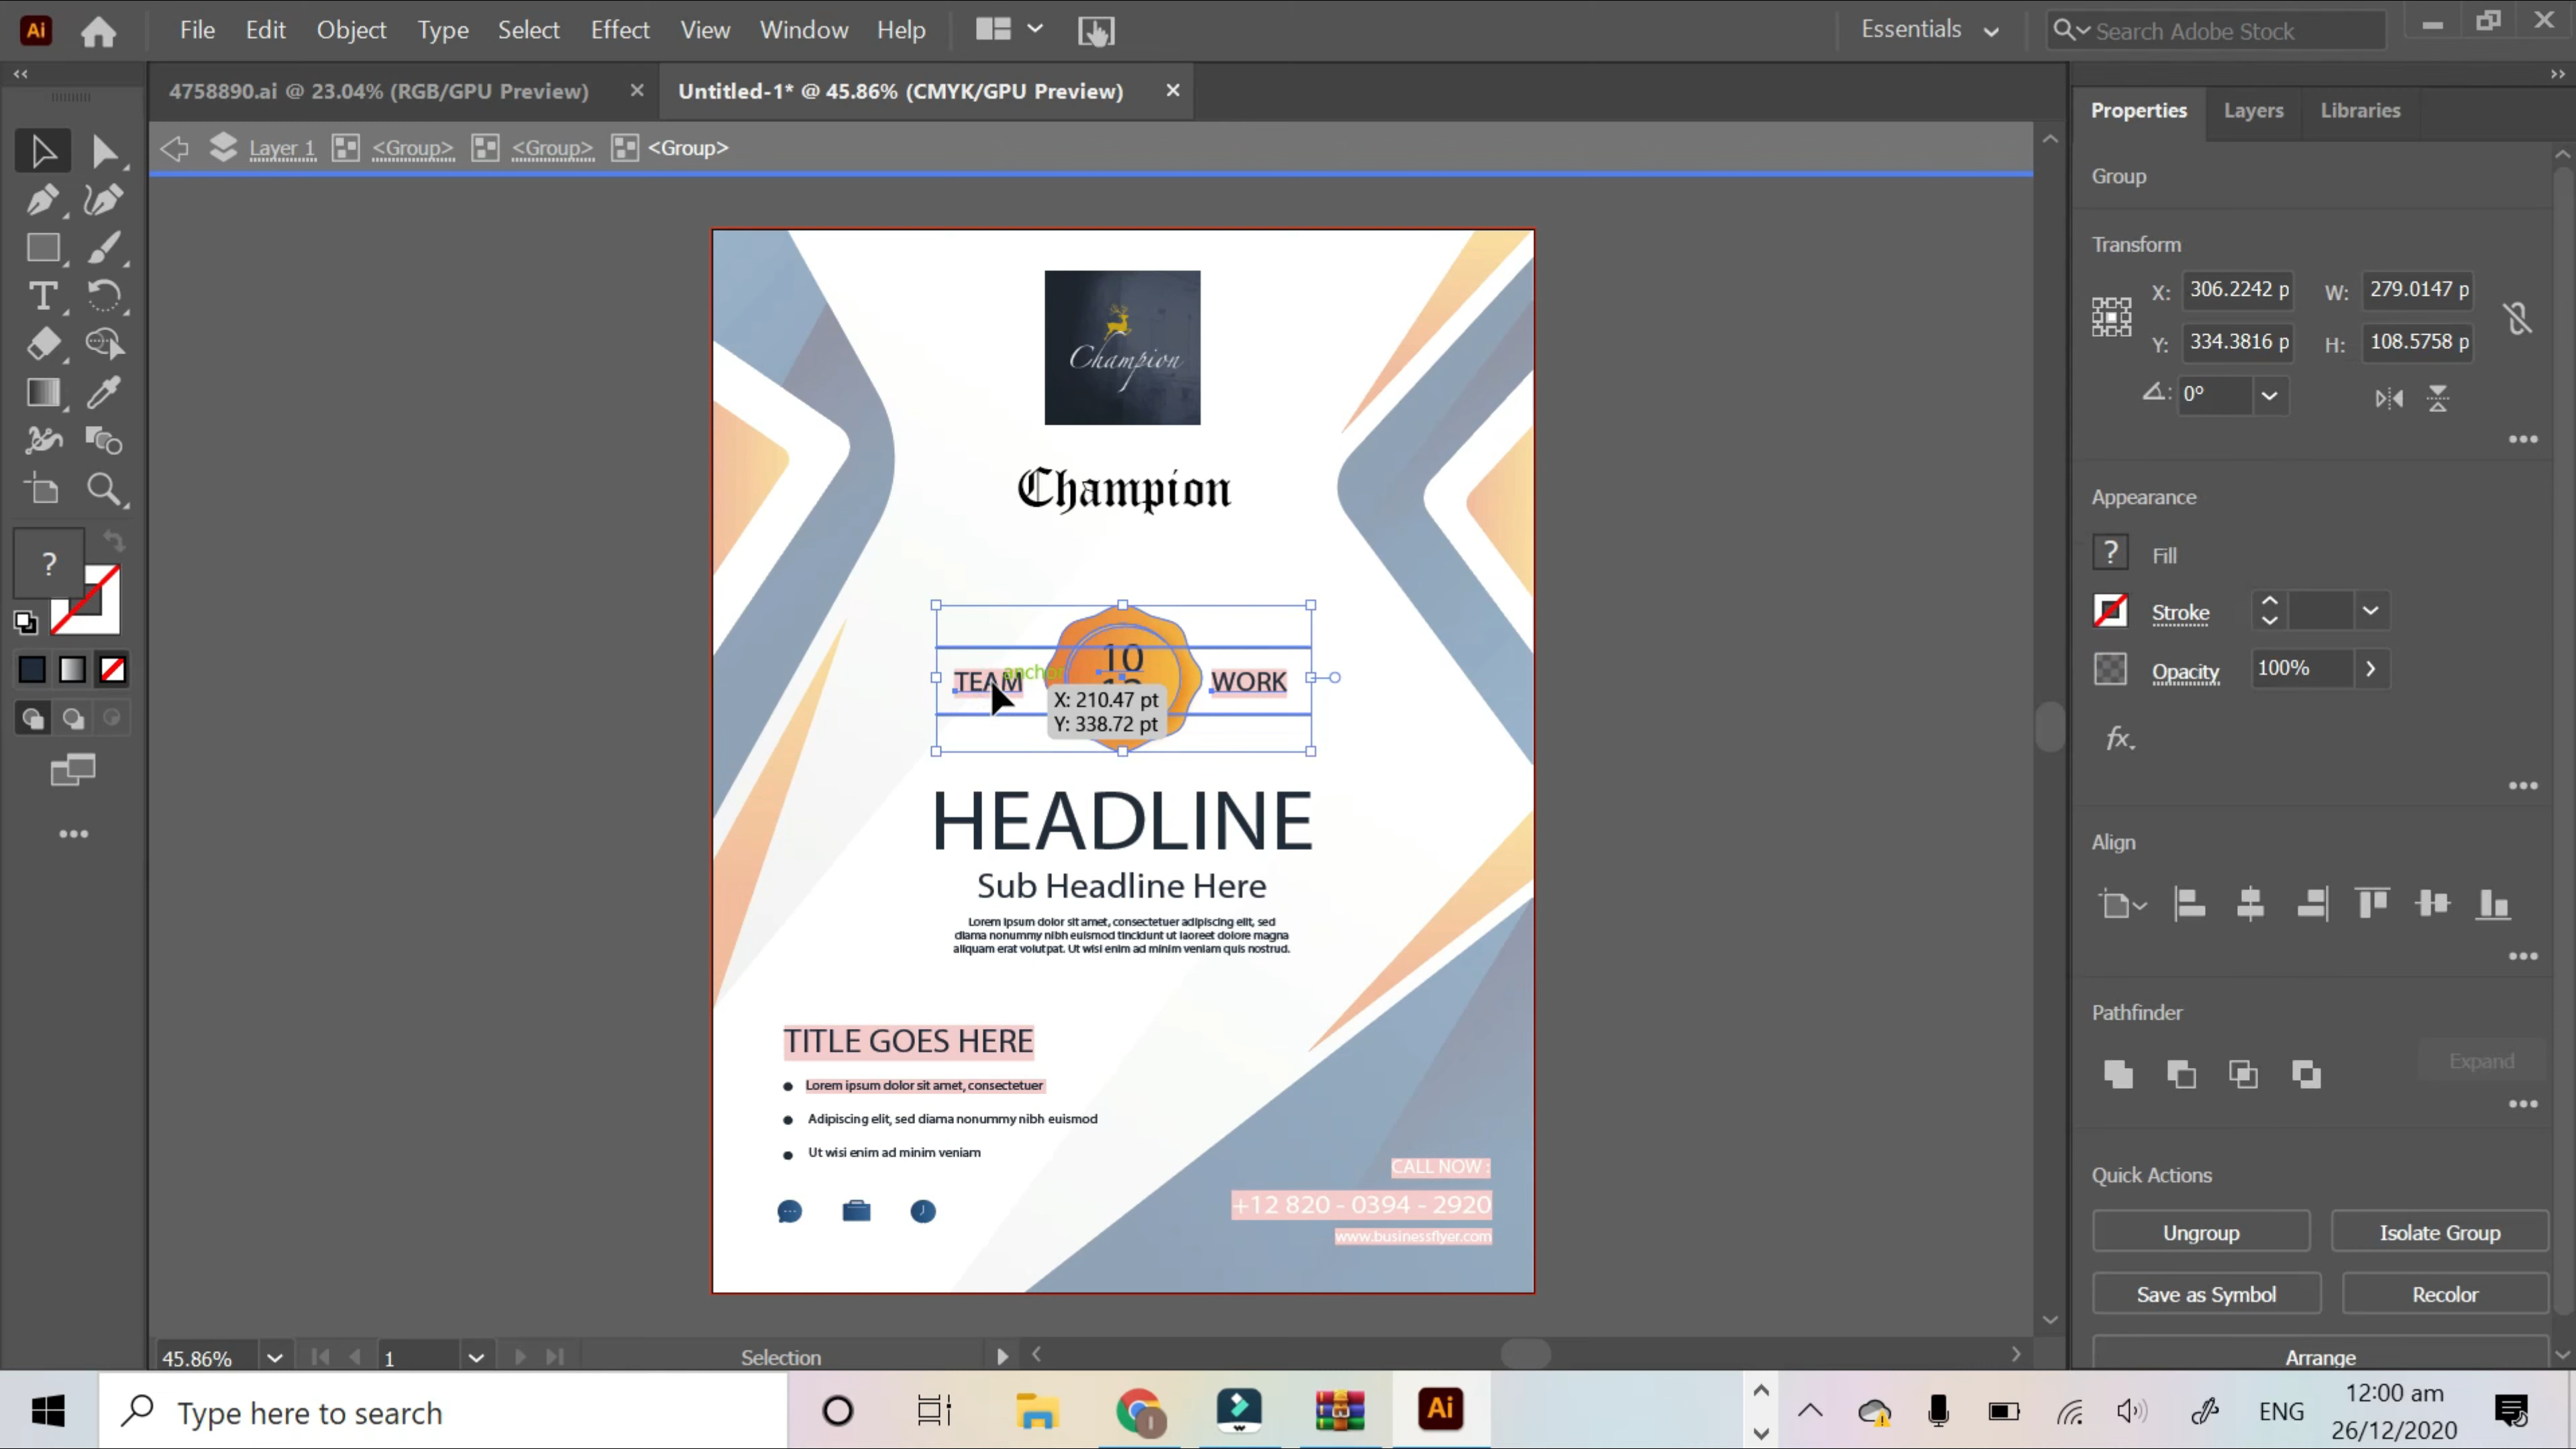 Ai
File Edit Object Type Select Effect View Window Help
Essentials
Search Adobe Stock
4758890.ai @ 23.04% (RGB/GPU Preview)
Untitled-1* @ 45.86% (CMYK/GPU Preview)
Layer 1 <Group> <Group> <Group>
Properties Layers Libraries
Group
Transform
X: 306.2242 p W: 279.0147 p
Y: 334.3816 p H: 108.5758 p
0°
Appearance
? Fill
Stroke
Opacity 100%
fx
Align
Pathfinder
Expand
Quick Actions
Ungroup Isolate Group
Save as Symbol Recolor
Arrange
T
?
Champion
Champion
10
TEAM anchor WORK
X: 210.47 pt
Y: 338.72 pt
HEADLINE
Sub Headline Here
Lorem ipsum dolor sit amet, consectetuer adipiscing elit, sed
diama nonummy nibh euismod tincidunt ut laoreet dolore magna
aliquam erat volutpat. Ut wisi enim ad minim veniam quis nostrud.
TITLE GOES HERE
Lorem ipsum dolor sit amet, consectetuer
Adipiscing elit, sed diama nonummy nibh euismod
Ut wisi enim ad minim veniam
CALL NOW :
+12 820 - 0394 - 2920
www.businessflyer.com
45.86% 1 Selection
Type here to search
Ai
ENG
12:00 am
26/12/2020